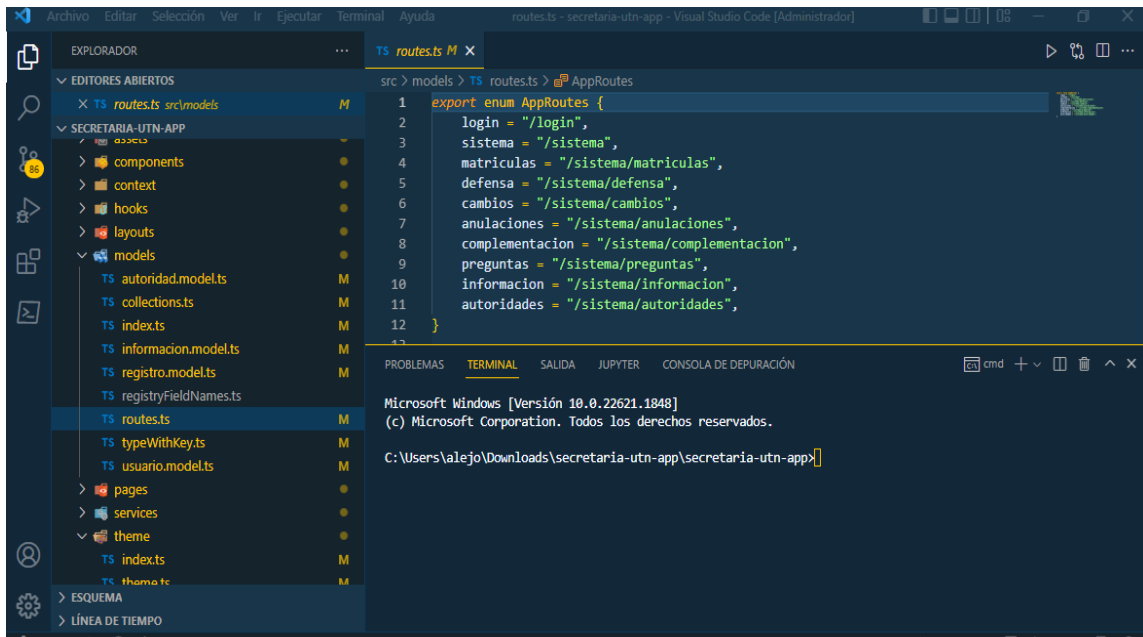 Archivo Editar Selección Ver Ir Ejecutar Terminal Ayuda routes.ts - secretaria-utn-app - Visual Studio Code [Administrador]
EXPLORADOR ...
EDITORES ABIERTOS
TS routes.ts src\models M
SECRETARIA-UTN-APP
assets
components
context
hooks
layouts
models
TS autoridad.model.ts M
TS collections.ts M
TS index.ts M
TS informacion.model.ts M
TS registro.model.ts M
TS registryFieldNames.ts
TS routes.ts M
TS typeWithKey.ts M
TS usuario.model.ts M
pages
services
theme
TS index.ts M
TS theme.ts M
ESQUEMA
LÍNEA DE TIEMPO
86
TS routes.ts M
src > models > TS routes.ts > AppRoutes
1 export enum AppRoutes {
2 login = "/login",
3 sistema = "/sistema",
4 matriculas = "/sistema/matriculas",
5 defensa = "/sistema/defensa",
6 cambios = "/sistema/cambios",
7 anulaciones = "/sistema/anulaciones",
8 complementacion = "/sistema/complementacion",
9 preguntas = "/sistema/preguntas",
10 informacion = "/sistema/informacion",
11 autoridades = "/sistema/autoridades",
12 }
13
PROBLEMAS TERMINAL SALIDA JUPYTER CONSOLA DE DEPURACIÓN cmd
Microsoft Windows [Versión 10.0.22621.1848]
(c) Microsoft Corporation. Todos los derechos reservados.
C:\Users\alejo\Downloads\secretaria-utn-app\secretaria-utn-app>